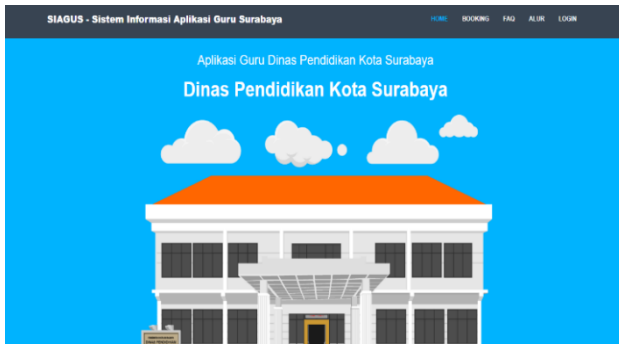 SIAGUS - Sistem Informasi Aplikasi Guru Surabaya
HOME BOOKING FAQ ALUR LOGIN
Aplikasi Guru Dinas Pendidikan Kota Surabaya
Dinas Pendidikan Kota Surabaya